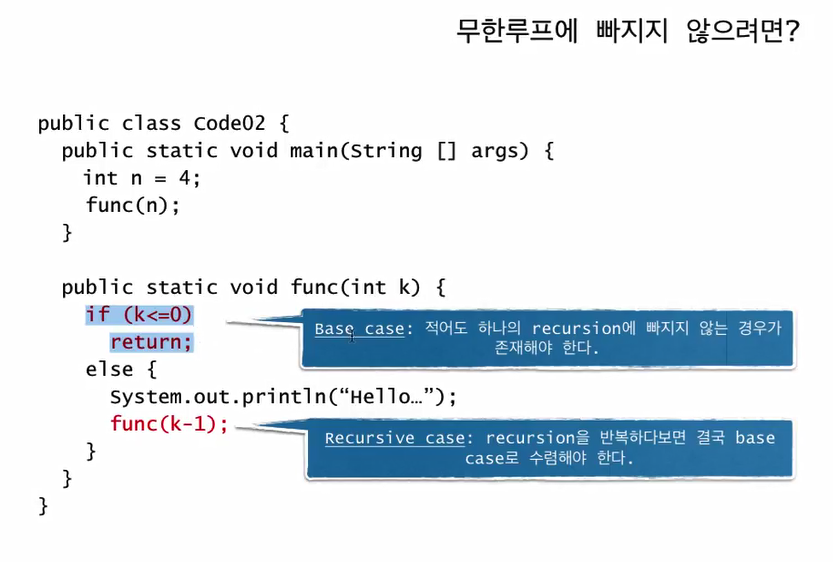 무한루프에 빠지지 않으려면?
public class Code02 {
public static void main(String [] args) {
int n = 4;
func(n);
}
public static void func(int k) {
if (k<=0)
return;
else {
System.out.println(“Hello…”);
func(k-1);
}
}
}
Base case: 적어도 하나의 recursion에 빠지지 않는 경우가
존재해야 한다.
Recursive case: recursion을 반복하다보면 결국 base
case로 수렴해야 한다.